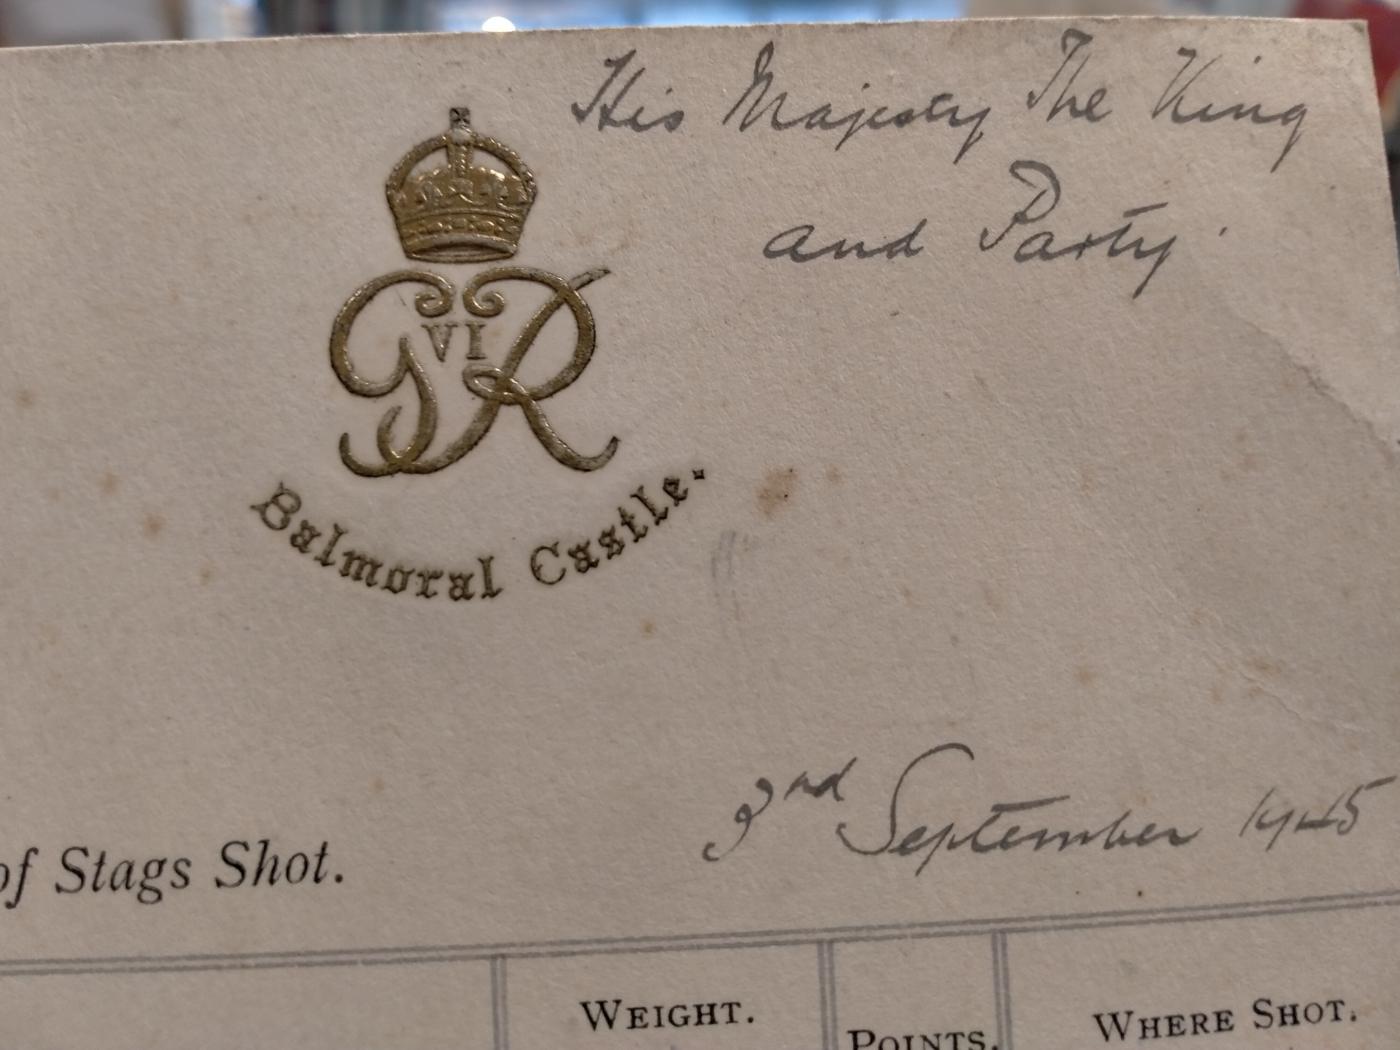 His Majesty The King
and Party.
G VI R
Balmoral Castle.
3rd September 1945
of Stags Shot.
WEIGHT.
POINTS.
WHERE SHOT.